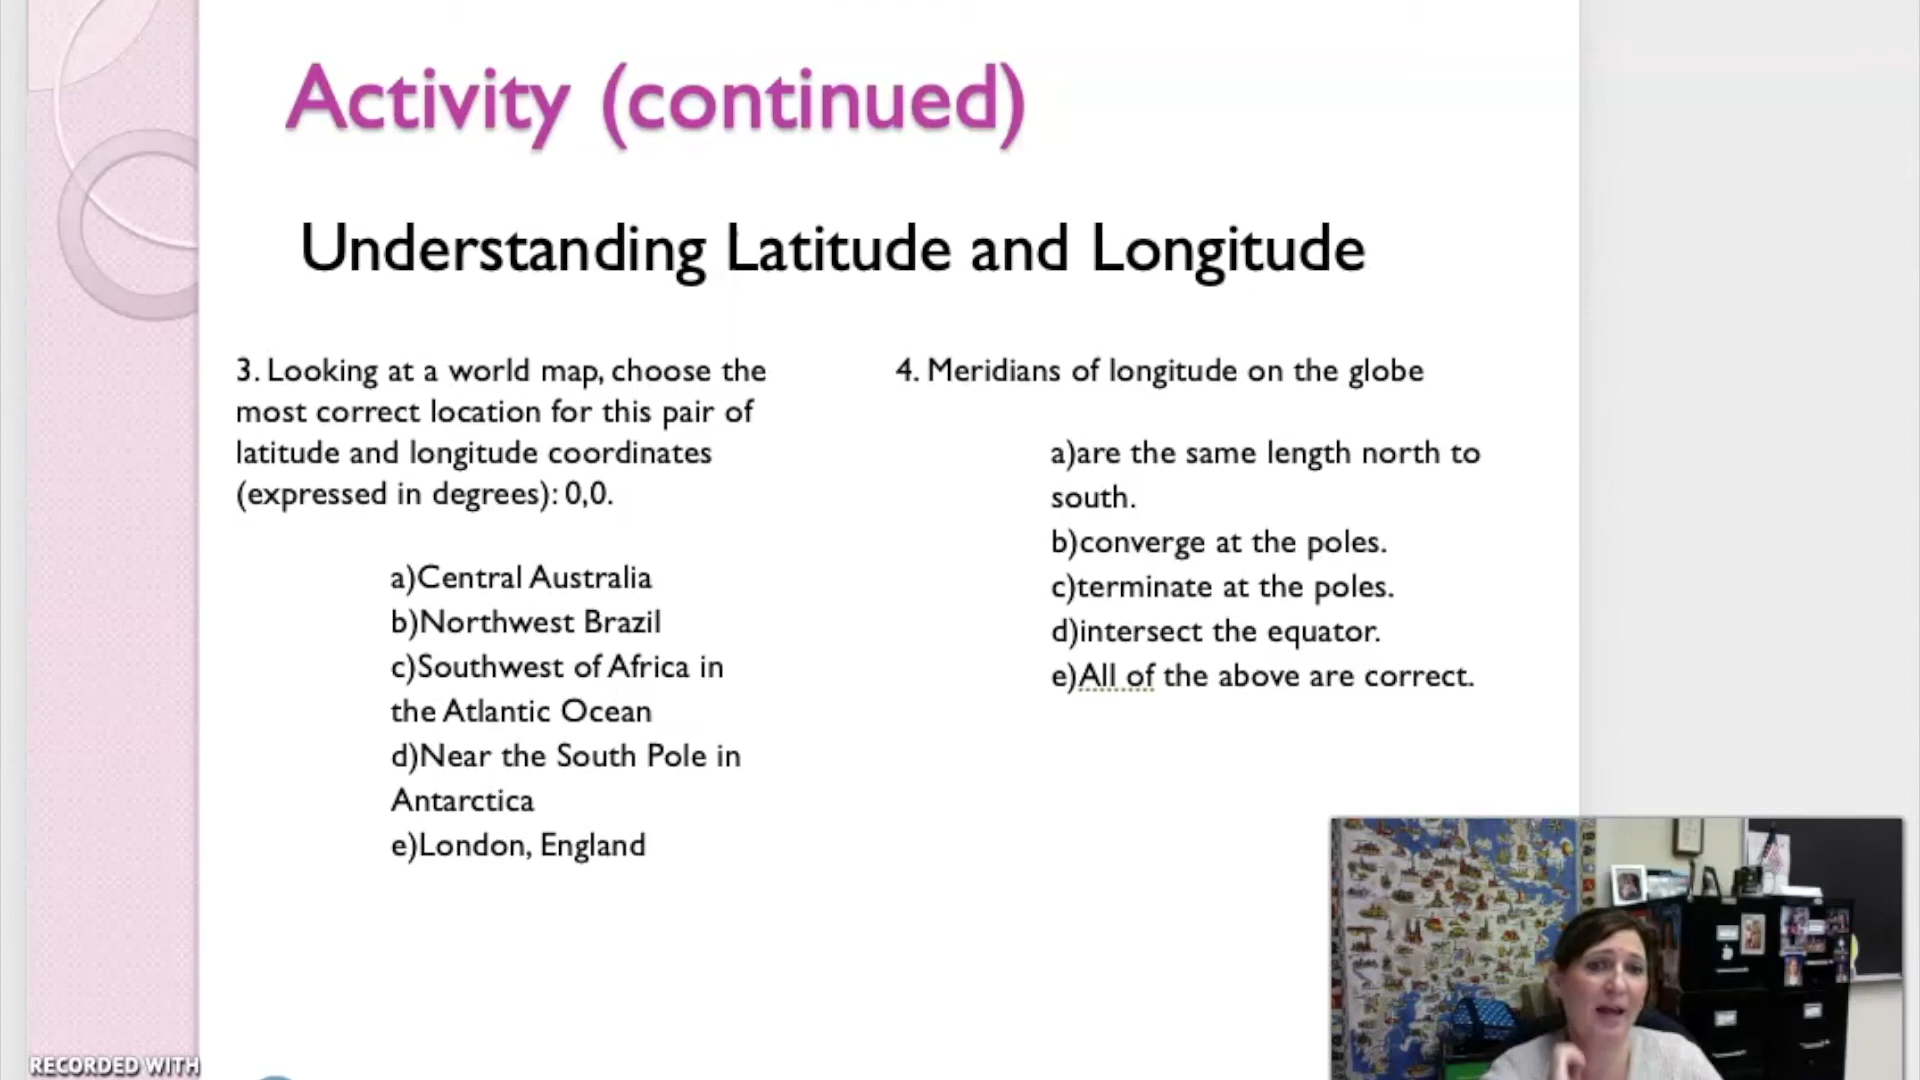 Activity (continued)
Understanding Latitude and Longitude
3. Looking at a world map, choose the
most correct location for this pair of
latitude and longitude coordinates
(expressed in degrees): 0,0.
a)Central Australia
b)Northwest Brazil
c)Southwest of Africa in
the Atlantic Ocean
d)Near the South Pole in
Antarctica
e)London, England
4. Meridians of longitude on the globe
a)are the same length north to
south.
b)converge at the poles.
c)terminate at the poles.
d)intersect the equator.
e)All of the above are correct.
RECORDED WITH